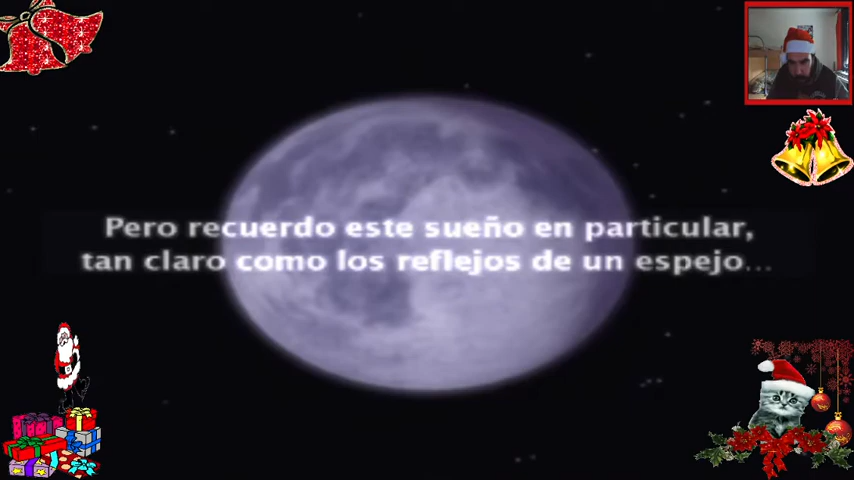 Pero recuerdo este sueño en particular,
tan claro como los reflejos de un espejo...